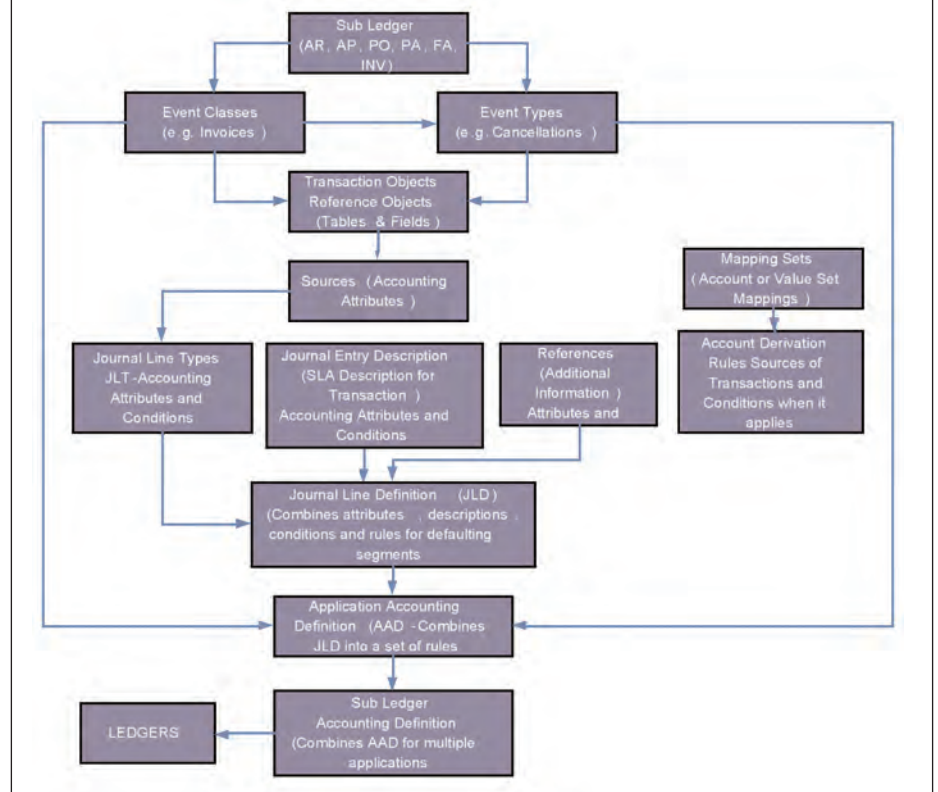 Sub Ledger
(AR, AP, PO, PA, FA,
INV)
Event Classes
(e.g. Invoices )
Event Types
(e.g. Cancellations )
Transaction Objects
Reference Objects
(Tables & Fields )
Sources (Accounting
Attributes )
Mapping Sets
(Account or Value Set
Mappings )
Journal Line Types
JLT -Accounting
Attributes and
Conditions
Journal Entry Description
(SLA Description for
Transaction )
Accounting Attributes and
Conditions
References
(Additional
Information )
Attributes and
Account Derivation
Rules Sources of
Transactions and
Conditions when it
applies
Journal Line Definition (JLD)
(Combines attributes , descriptions ,
conditions and rules for defaulting
segments
Application Accounting
Definition (AAD -Combines
JLD into a set of rules
Sub Ledger
Accounting Definition
(Combines AAD for multiple
applications
LEDGERS